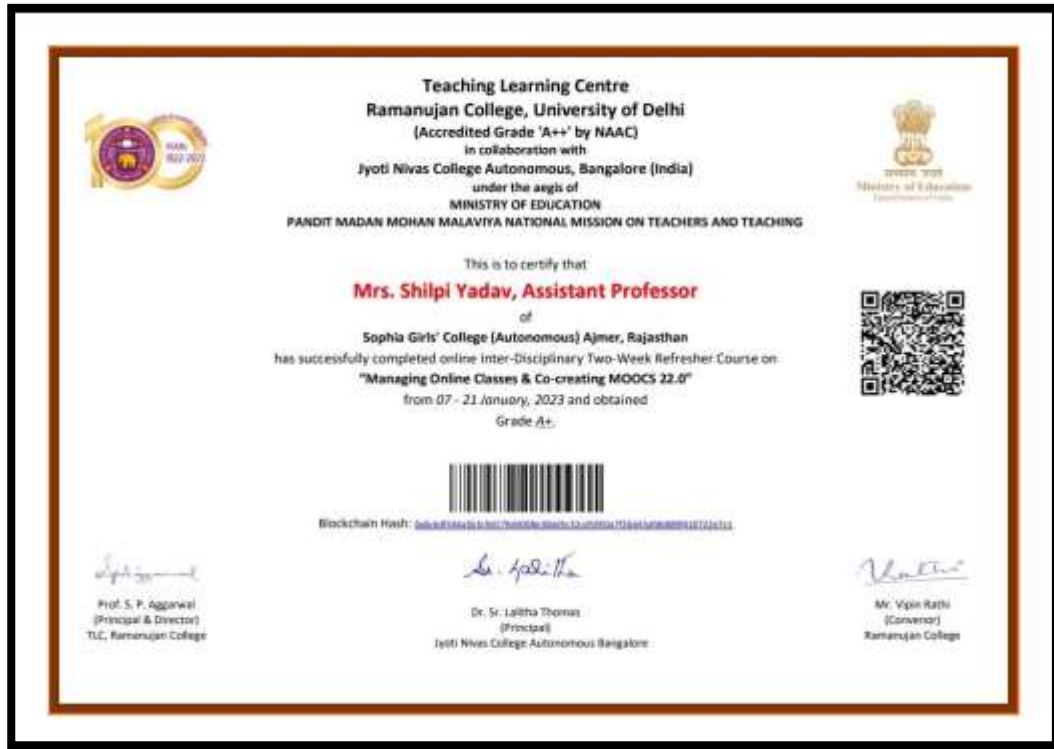 Teaching Learning Centre
Ramanujan College, University of Delhi
(Accredited Grade 'A++' by NAAC)
in collaboration with
Jyoti Nivas College Autonomous, Bangalore (India)
under the aegis of
MINISTRY OF EDUCATION
PANDIT MADAN MOHAN MALAVIYA NATIONAL MISSION ON TEACHERS AND TEACHING
Ministry of Education
This is to certify that
Mrs. Shilpi Yadav, Assistant Professor
of
Sophia Girls' College (Autonomous) Ajmer, Rajasthan
has successfully completed online Inter-Disciplinary Two-Week Refresher Course on
"Managing Online Classes & Co-creating MOOCS 22.0"
from 07 - 21 January, 2023 and obtained
Grade A+.
Blockchain Hash:
Prof. S. P. Aggarwal
(Principal & Director)
TLC, Ramanujan College
Dr. Sr. Lalitha Thomas
(Principal)
Jyoti Nivas College Autonomous Bangalore
Mr. Vipin Rathi
(Convenor)
Ramanujan College